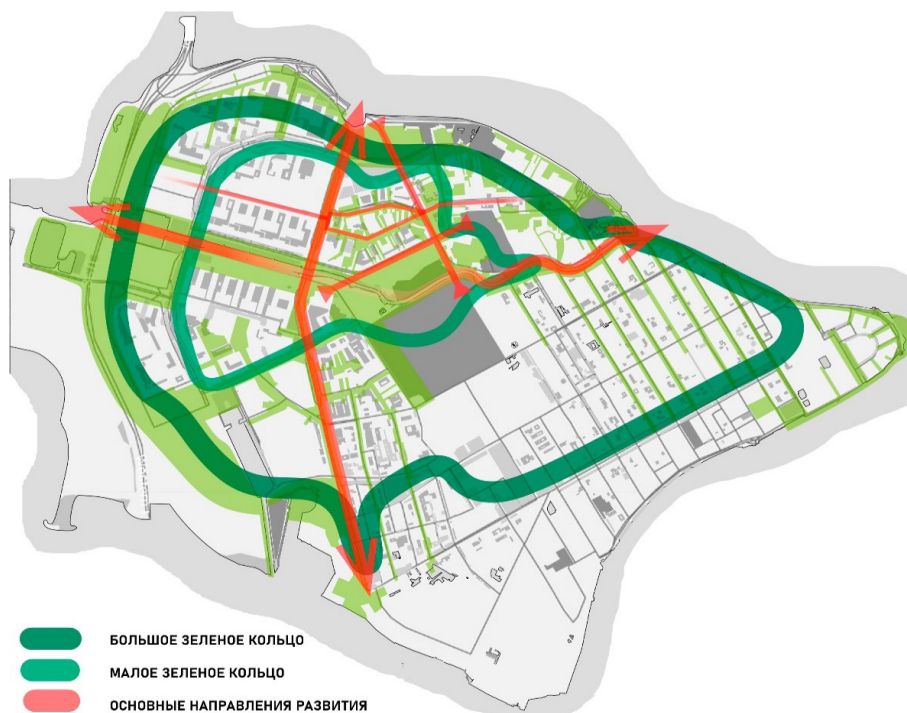 БОЛЬШОЕ ЗЕЛЕНОЕ КОЛЬЦО
МАЛОЕ ЗЕЛЕНОЕ КОЛЬЦО
ОСНОВНЫЕ НАПРАВЛЕНИЯ РАЗВИТИЯ